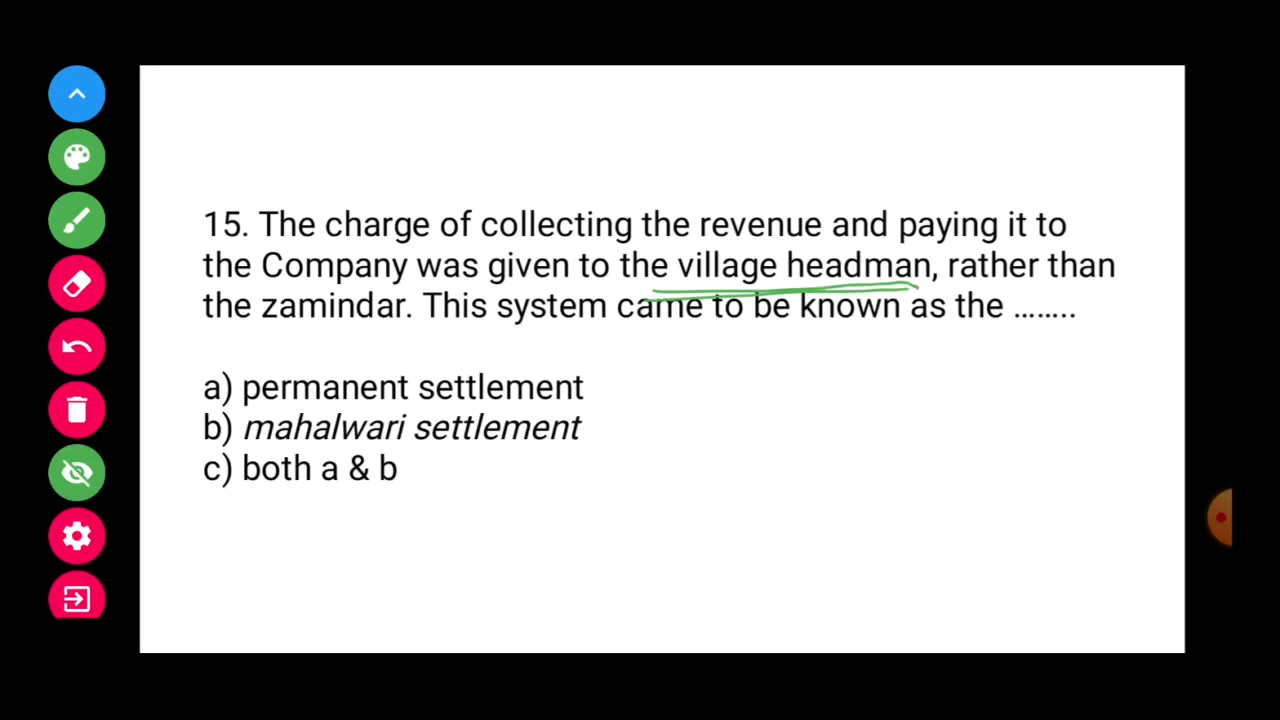 15. The charge of collecting the revenue and paying it to
the Company was given to the village headman, rather than
the zamindar. This system came to be known as the ........
a) permanent settlement
b) mahalwari settlement
c) both a & b